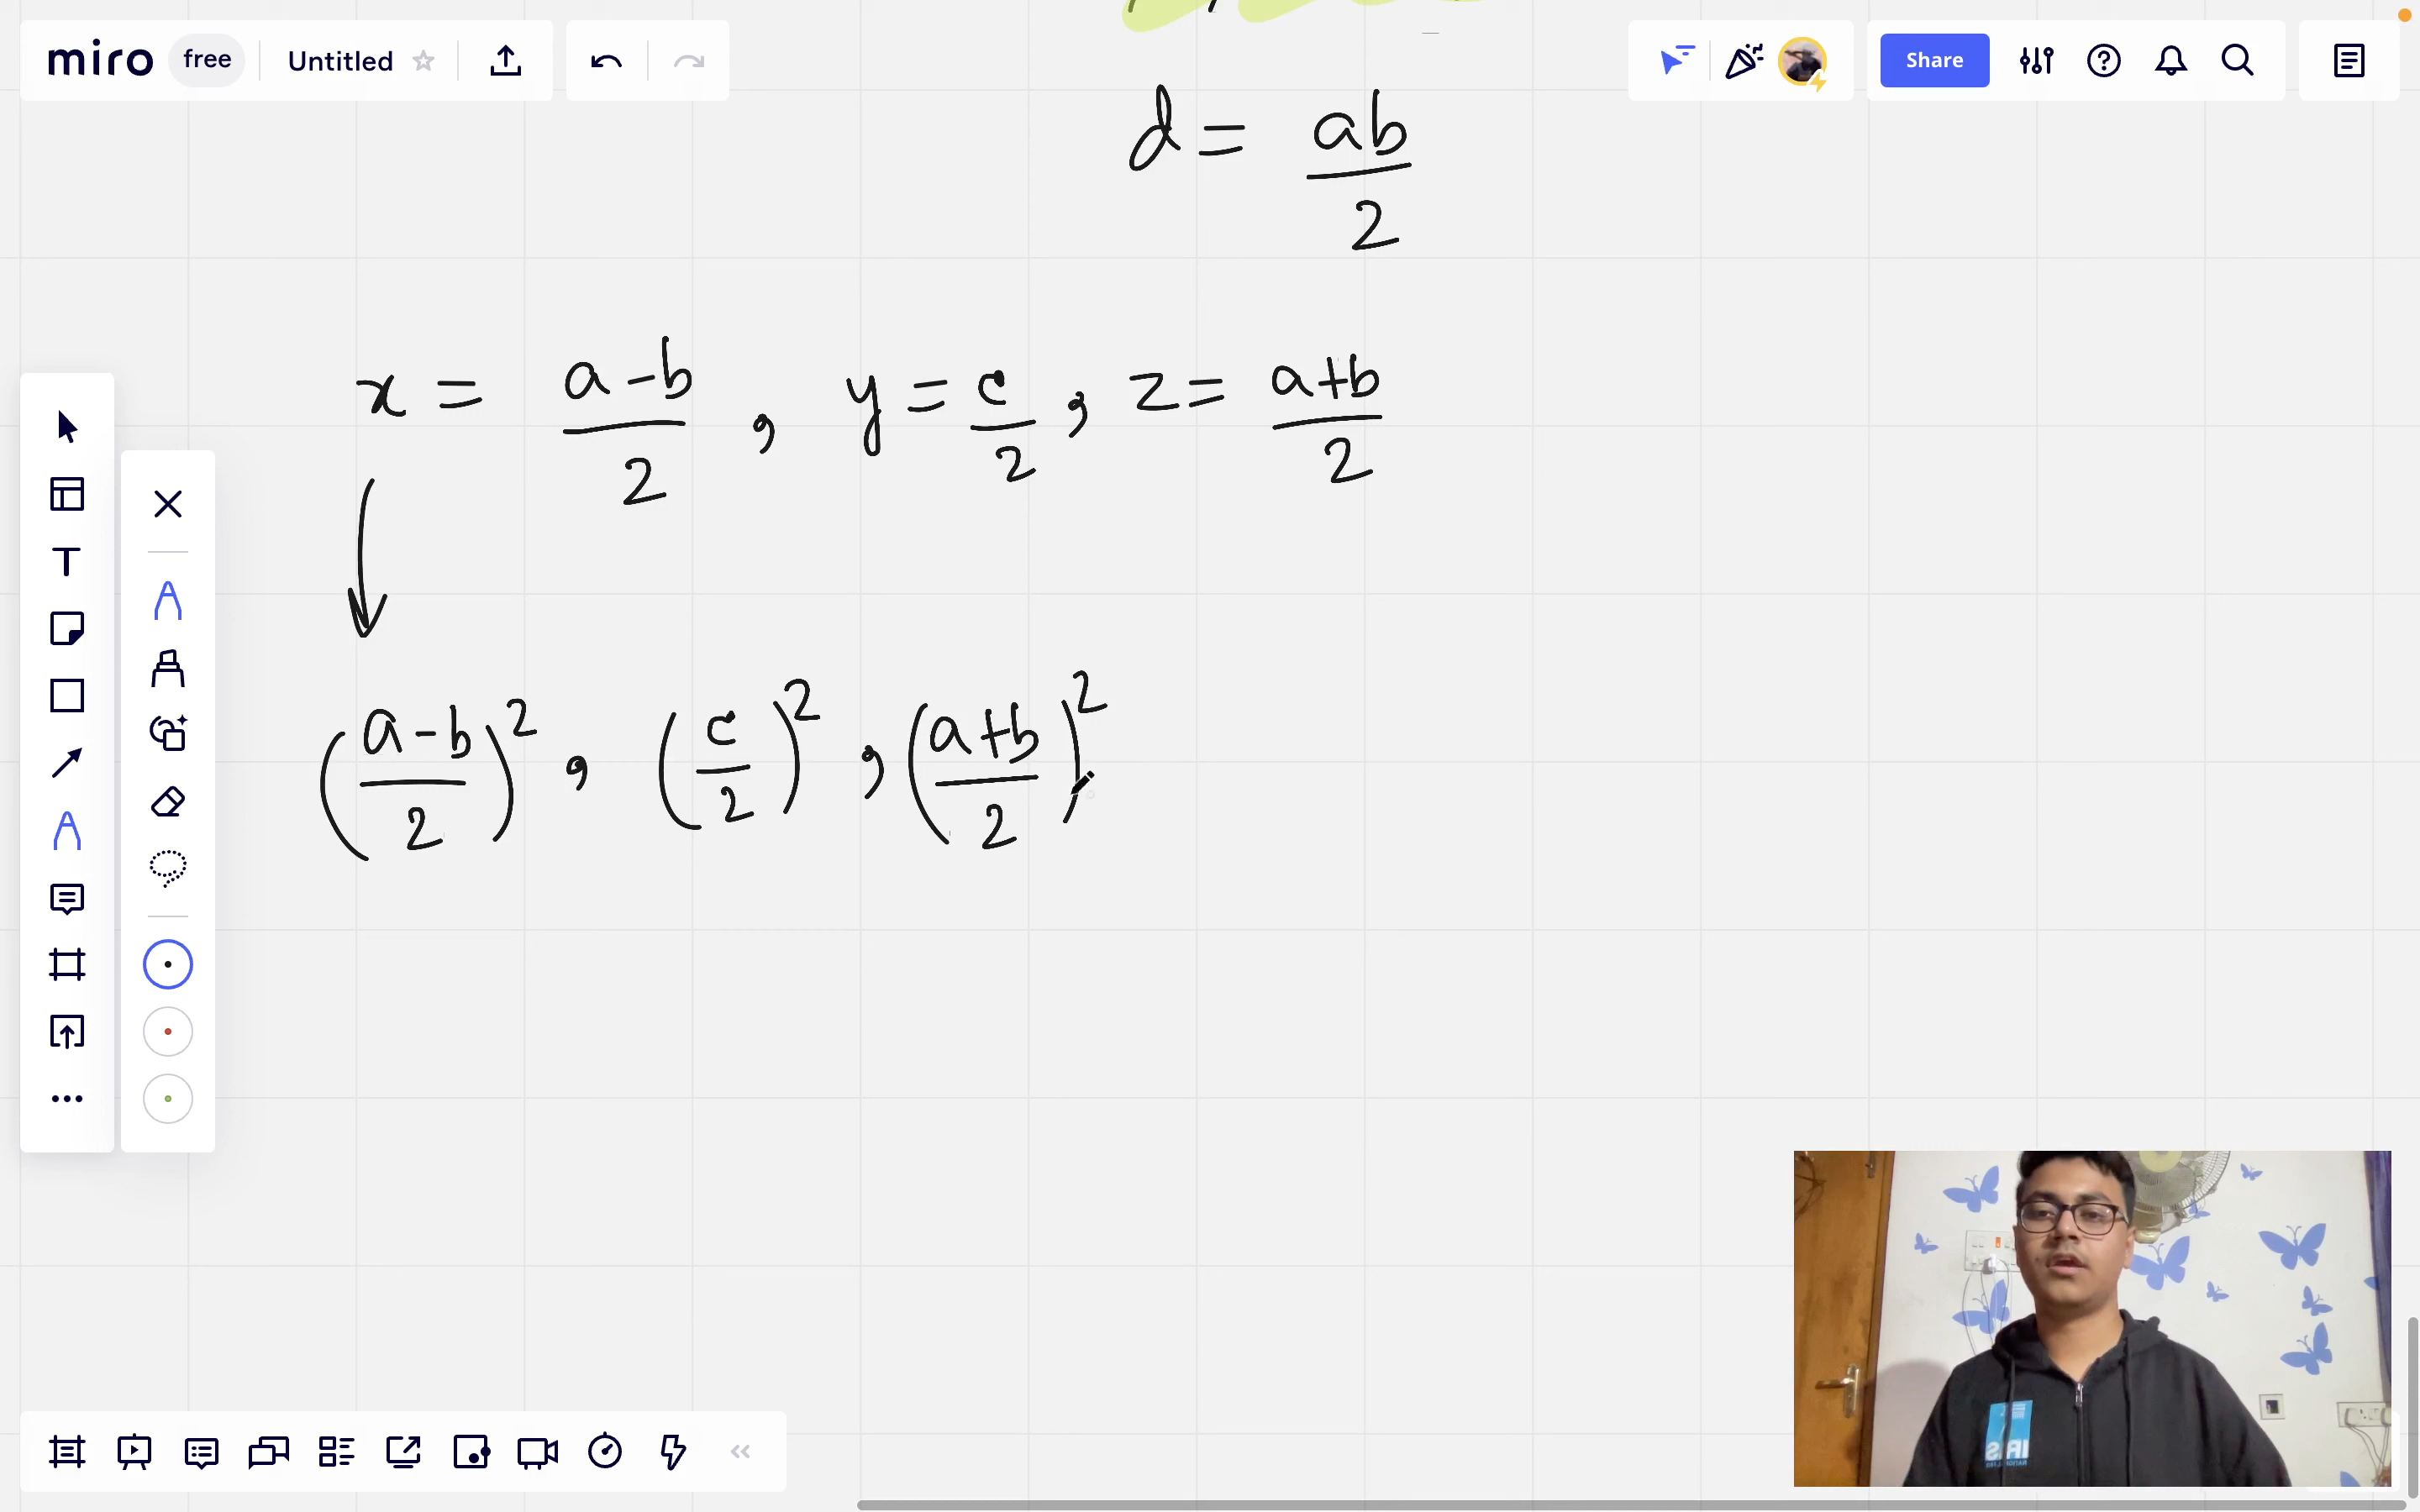 miro free Untitled Share
d = ab/2
x = a-b/2 , y = c/2 , z = a+b/2
(a-b/2)² , (c/2)² , (a+b/2)²
T